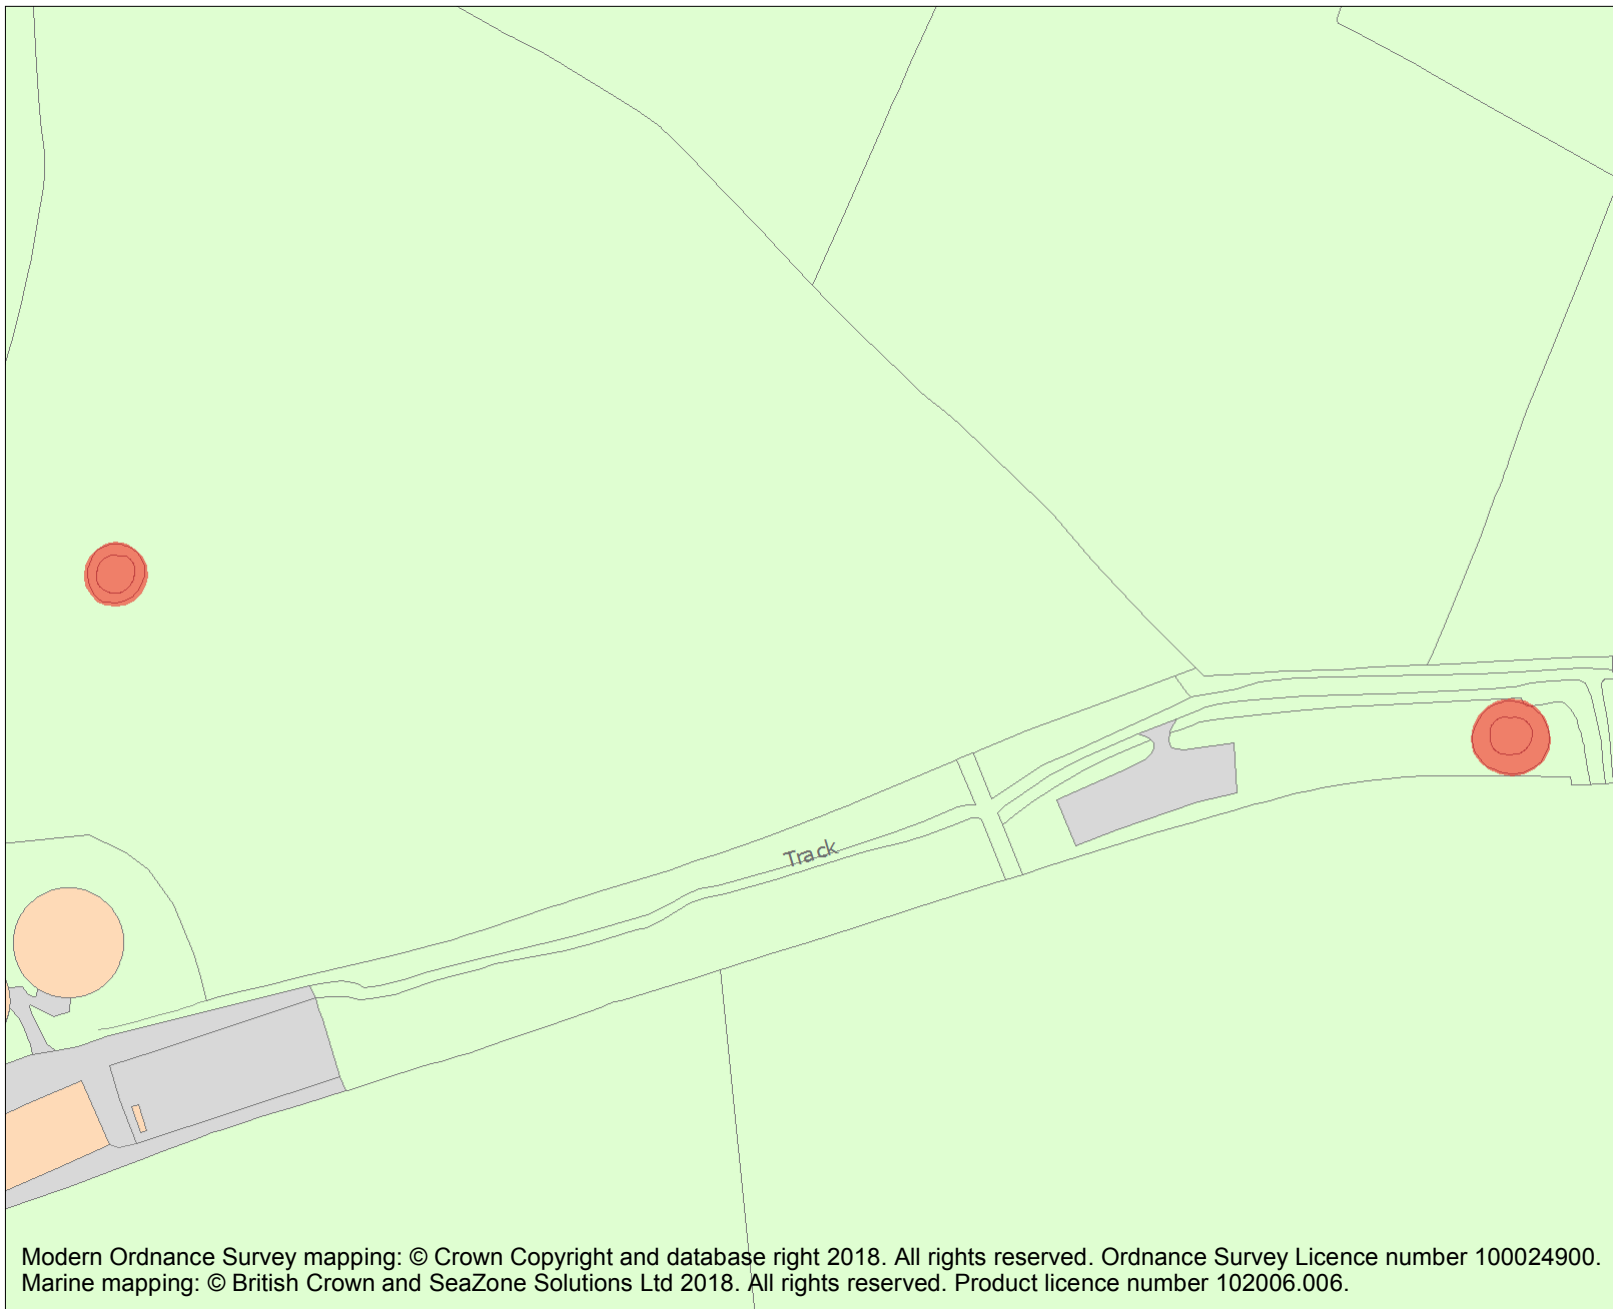 Track
Modern Ordnance Survey mapping: © Crown Copyright and database right 2018. All rights reserved. Ordnance Survey Licence number 100024900.
Marine mapping: © British Crown and SeaZone Solutions Ltd 2018. All rights reserved. Product licence number 102006.006.